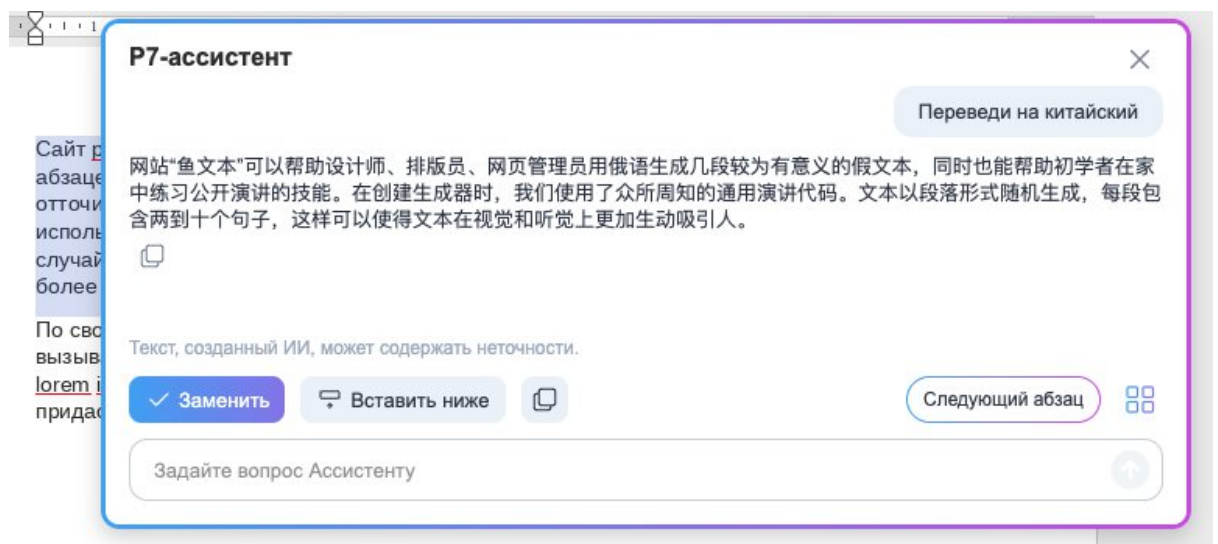 1
Р7-ассистент
Переведи на китайский
Сайт
абзаце
отточи
исполь
случай
более
По сво
вызыв
lorem i
придас
网站“鱼文本”可以帮助设计师、排版员、网页管理员用俄语生成几段较为有意义的假文本，同时也能帮助初学者在家
中练习公开演讲的技能。在创建生成器时，我们使用了众所周知的通用演讲代码。文本以段落形式随机生成，每段包
含两到十个句子，这样可以使得文本在视觉和听觉上更加生动吸引人。
Текст, созданный ИИ, может содержать неточности.
Заменить
Вставить ниже
Следующий абзац
Задайте вопрос Ассистенту